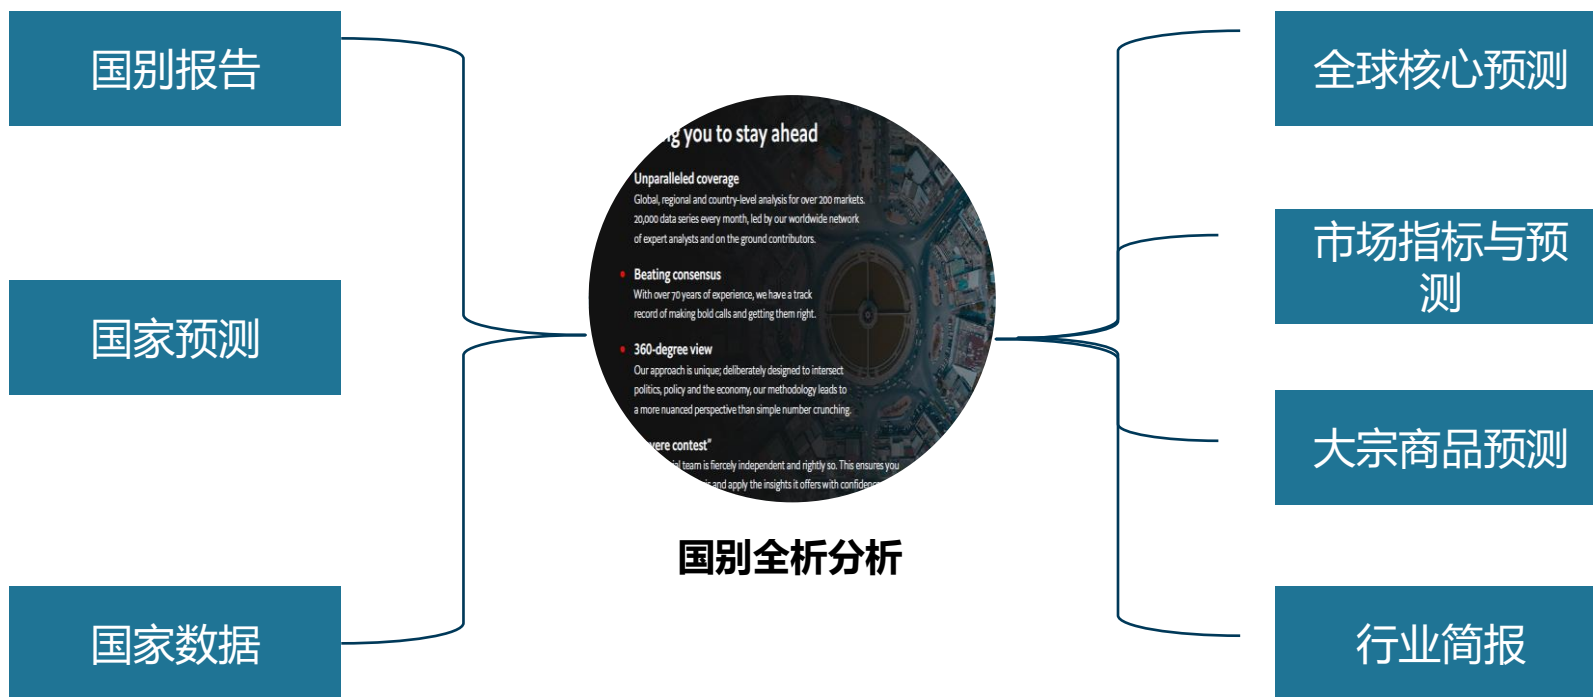 国别报告
国家预测
国家数据
you to stay ahead
Unparalleled coverage
Global, regional and country-level analysis for over 200 markets.
20,000 data series every month, led by our worldwide network
of expert analysts and on the ground contributors.
Beating consensus
With over 70 years of experience, we have a track
record of making bold calls and getting them right.
360-degree view
Our approach is unique; deliberately designed to intersect
politics, policy and the economy, our methodology leads to
a more nuanced perspective than simple number crunching.
contest"
team is fiercely independent and rightly so. This ensures you
and apply the insights it offers with
国别全析分析
全球核心预测
市场指标与预
测
大宗商品预测
行业简报